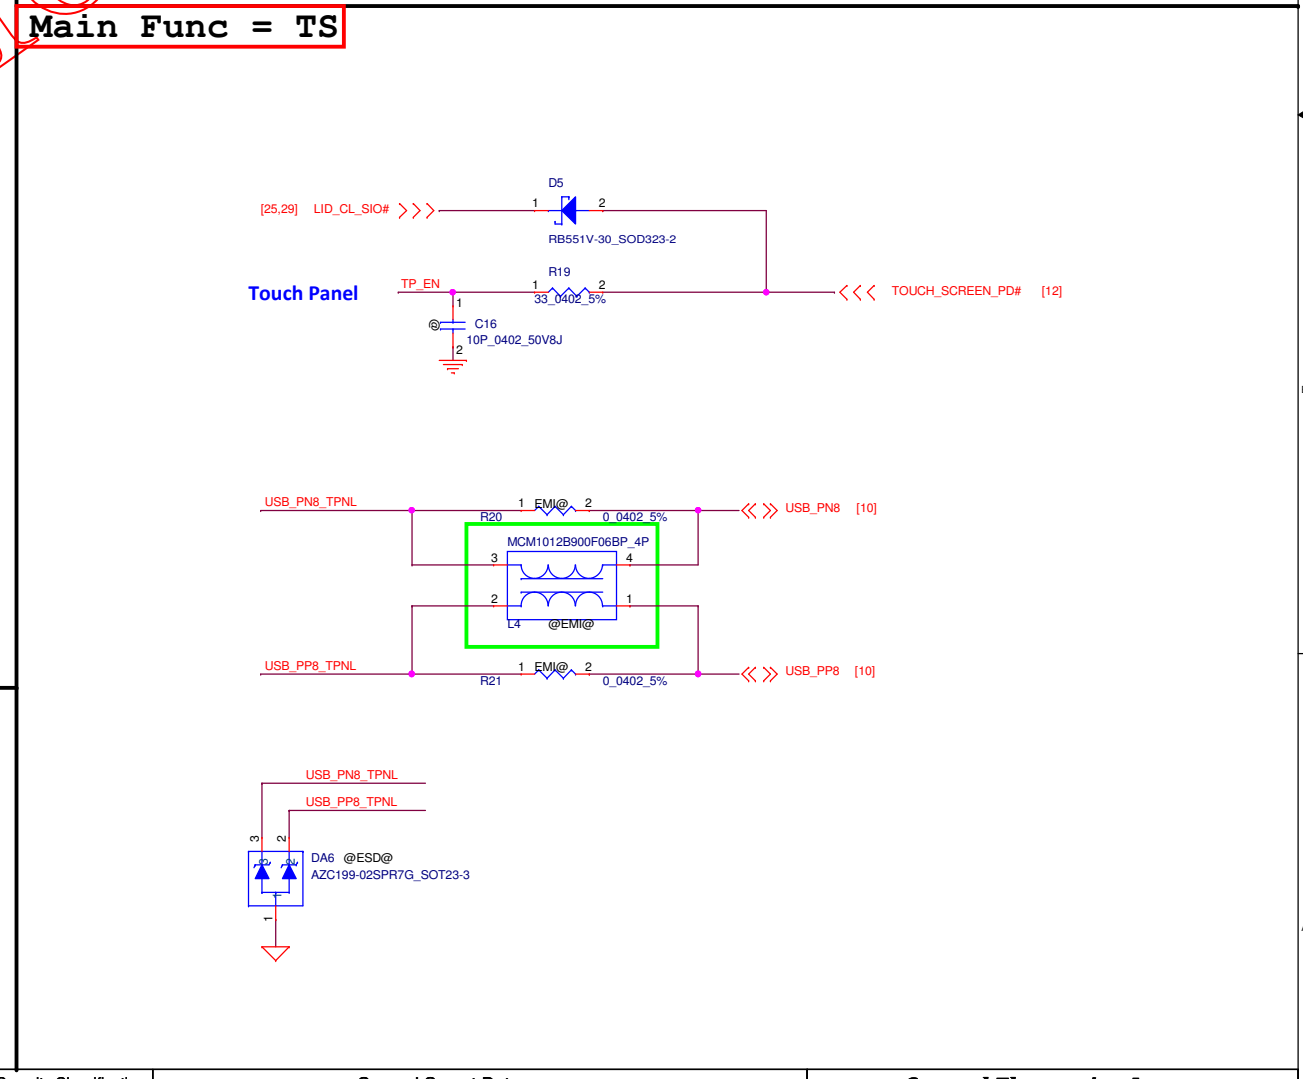 Main Func = TS
D5
[25,29] LID_CL_SIO# 1 2
RB551V-30_SOD323-2
R19
Touch Panel TP_EN 1 2 TOUCH_SCREEN_PD# [12]
33_0402_5%
1
@ C16
10P_0402_50V8J
2
USB_PN8_TPNL 1 EMI@ 2 USB_PN8 [10]
R20 0_0402_5%
MCM1012B900F06BP_4P
3 4
2 1
L4 @EMI@
USB_PP8_TPNL 1 EMI@ 2 USB_PP8 [10]
R21 0_0402_5%
USB_PN8_TPNL
USB_PP8_TPNL
3 2
DA6 @ESD@
3 2
AZC199-02SPR7G_SOT23-3
1
1